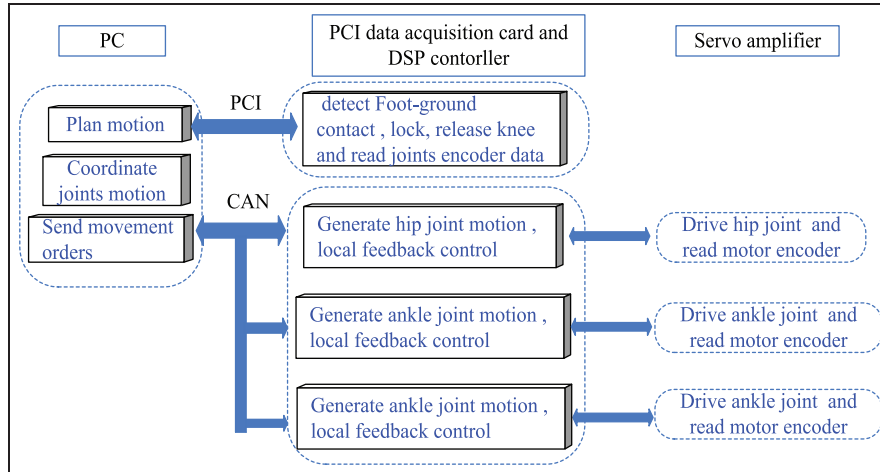 PC
PCI data acquisition card and
DSP contorller
Servo amplifier
PCI
Plan motion
detect Foot-ground
contact , lock, release knee
and read joints encoder data
Coordinate
joints motion
CAN
Send movement
orders
Generate hip joint motion ,
local feedback control
Drive hip joint and
read motor encoder
Generate ankle joint motion ,
local feedback control
Drive ankle joint and
read motor encoder
Generate ankle joint motion ,
local feedback control
Drive ankle joint and
read motor encoder